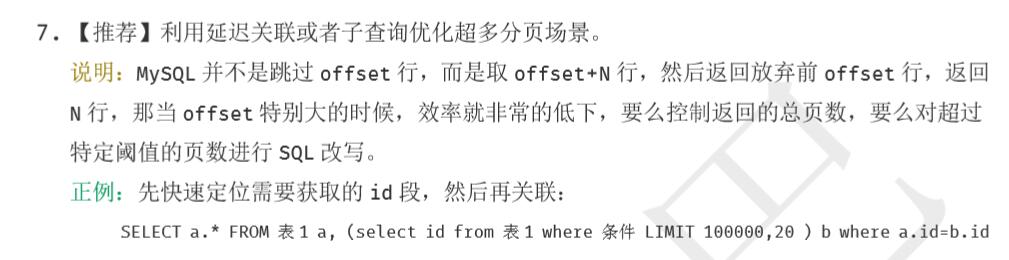 7. 【推荐】利用延迟关联或者子查询优化超多分页场景。
说明：MySQL 并不是跳过 offset 行，而是取 offset+N 行，然后返回放弃前 offset 行，返回
N 行，那当 offset 特别大的时候，效率就非常的低下，要么控制返回的总页数，要么对超过
特定阈值的页数进行 SQL 改写。
正例：先快速定位需要获取的 id 段，然后再关联：
SELECT a.* FROM 表 1 a, (select id from 表 1 where 条件 LIMIT 100000,20 ) b where a.id=b.id